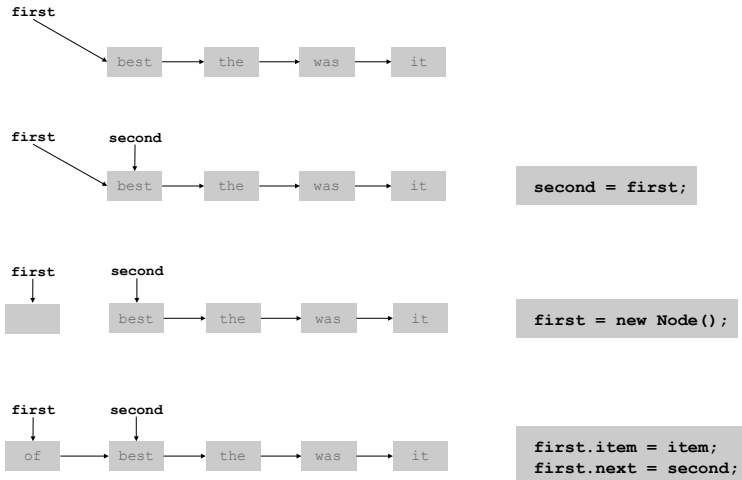 first
best the was it
first second
best the was it
second = first;
first second
best the was it
first = new Node();
first second
of best the was it
first.item = item;
first.next = second;